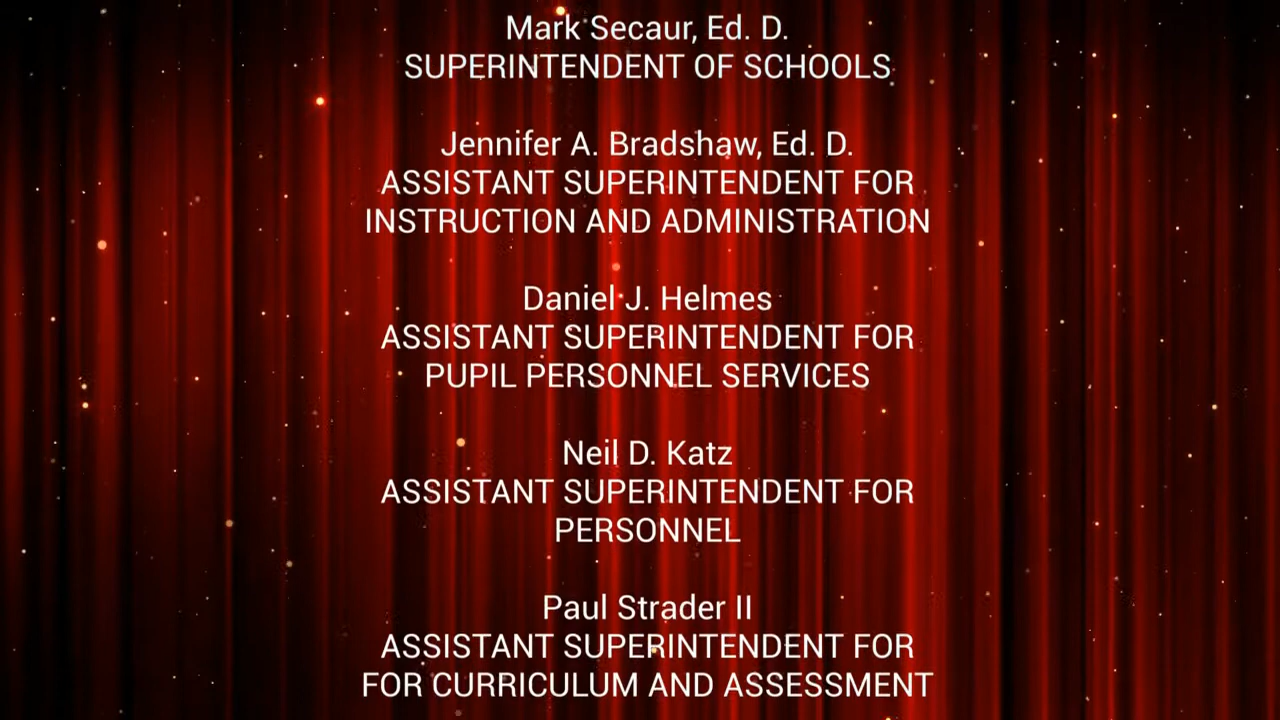 Mark Secaur, Ed. D.
SUPERINTENDENT OF SCHOOLS
Jennifer A. Bradshaw, Ed. D.
ASSISTANT SUPERINTENDENT FOR
INSTRUCTION AND ADMINISTRATION
Daniel J. Helmes
ASSISTANT SUPERINTENDENT FOR
PUPIL PERSONNEL SERVICES
Neil D. Katz
ASSISTANT SUPERINTENDENT FOR
PERSONNEL
Paul Strader II
ASSISTANT SUPERINTENDENT FOR
FOR CURRICULUM AND ASSESSMENT